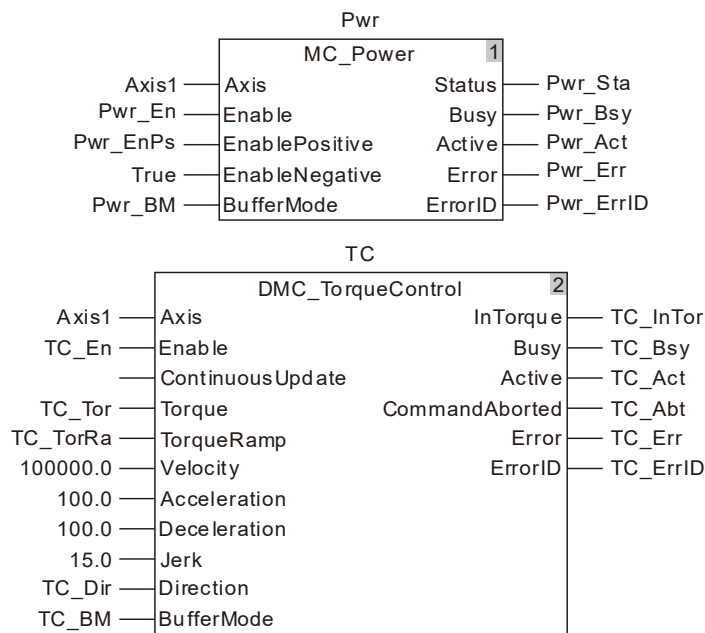 Pwr
MC_Power 1
Axis1 Axis Status Pwr_Sta
Pwr_En Enable Busy Pwr_Bsy
Pwr_EnPs EnablePositive Active Pwr_Act
True EnableNegative Error Pwr_Err
Pwr_BM BufferMode ErrorID Pwr_ErrID
TC
DMC_TorqueControl 2
Axis1 Axis InTorque TC_InTor
TC_En Enable Busy TC_Bsy
ContinuousUpdate Active TC_Act
TC_Tor Torque CommandAborted TC_Abt
TC_TorRa TorqueRamp Error TC_Err
100000.0 Velocity ErrorID TC_ErrID
100.0 Acceleration
100.0 Deceleration
15.0 Jerk
TC_Dir Direction
TC_BM BufferMode